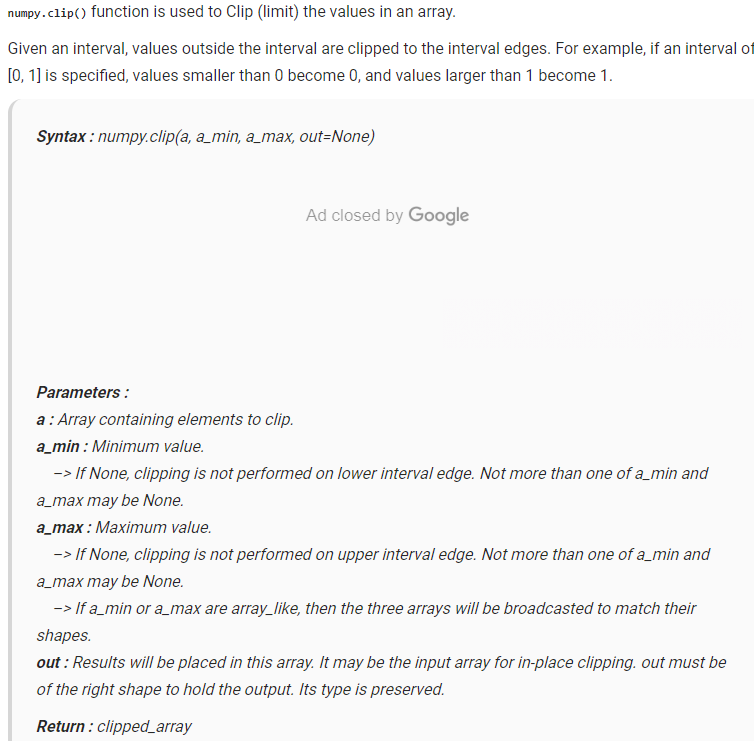 numpy.clip() function is used to Clip (limit) the values in an array.
Given an interval, values outside the interval are clipped to the interval edges. For example, if an interval of
[0, 1] is specified, values smaller than 0 become 0, and values larger than 1 become 1.
Syntax : numpy.clip(a, a_min, a_max, out=None)
Ad closed by Google
Parameters :
a : Array containing elements to clip.
a_min : Minimum value.
–> If None, clipping is not performed on lower interval edge. Not more than one of a_min and
a_max may be None.
a_max : Maximum value.
–> If None, clipping is not performed on upper interval edge. Not more than one of a_min and
a_max may be None.
–> If a_min or a_max are array_like, then the three arrays will be broadcasted to match their
shapes.
out : Results will be placed in this array. It may be the input array for in-place clipping. out must be
of the right shape to hold the output. Its type is preserved.
Return : clipped_array